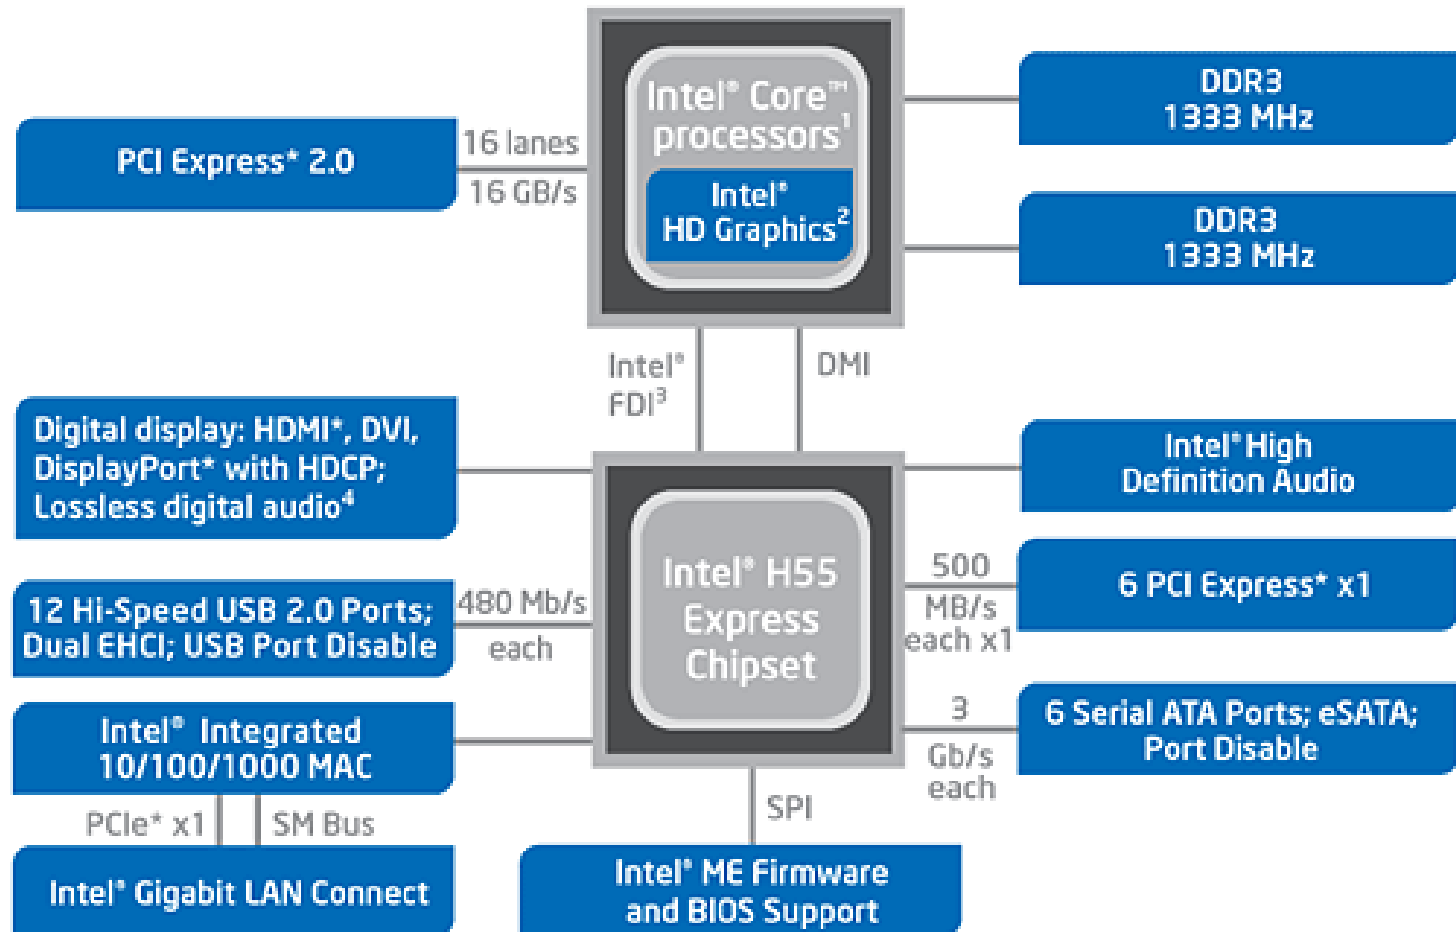 Intel® Core™
processors¹
Intel®
HD Graphics²
DDR3
1333 MHz
PCI Express* 2.0
16 lanes
16 GB/s
DDR3
1333 MHz
Intel®
FDI³
DMI
Digital display: HDMI*, DVI,
DisplayPort* with HDCP;
Lossless digital audio⁴
Intel® High
Definition Audio
Intel® H55
Express
Chipset
500
MB/s
each x1
6 PCI Express* x1
12 Hi-Speed USB 2.0 Ports;
Dual EHCI; USB Port Disable
480 Mb/s
each
Intel® Integrated
10/100/1000 MAC
3
Gb/s
each
6 Serial ATA Ports; eSATA;
Port Disable
PCIe* x1
SM Bus
SPI
Intel® Gigabit LAN Connect
Intel® ME Firmware
and BIOS Support